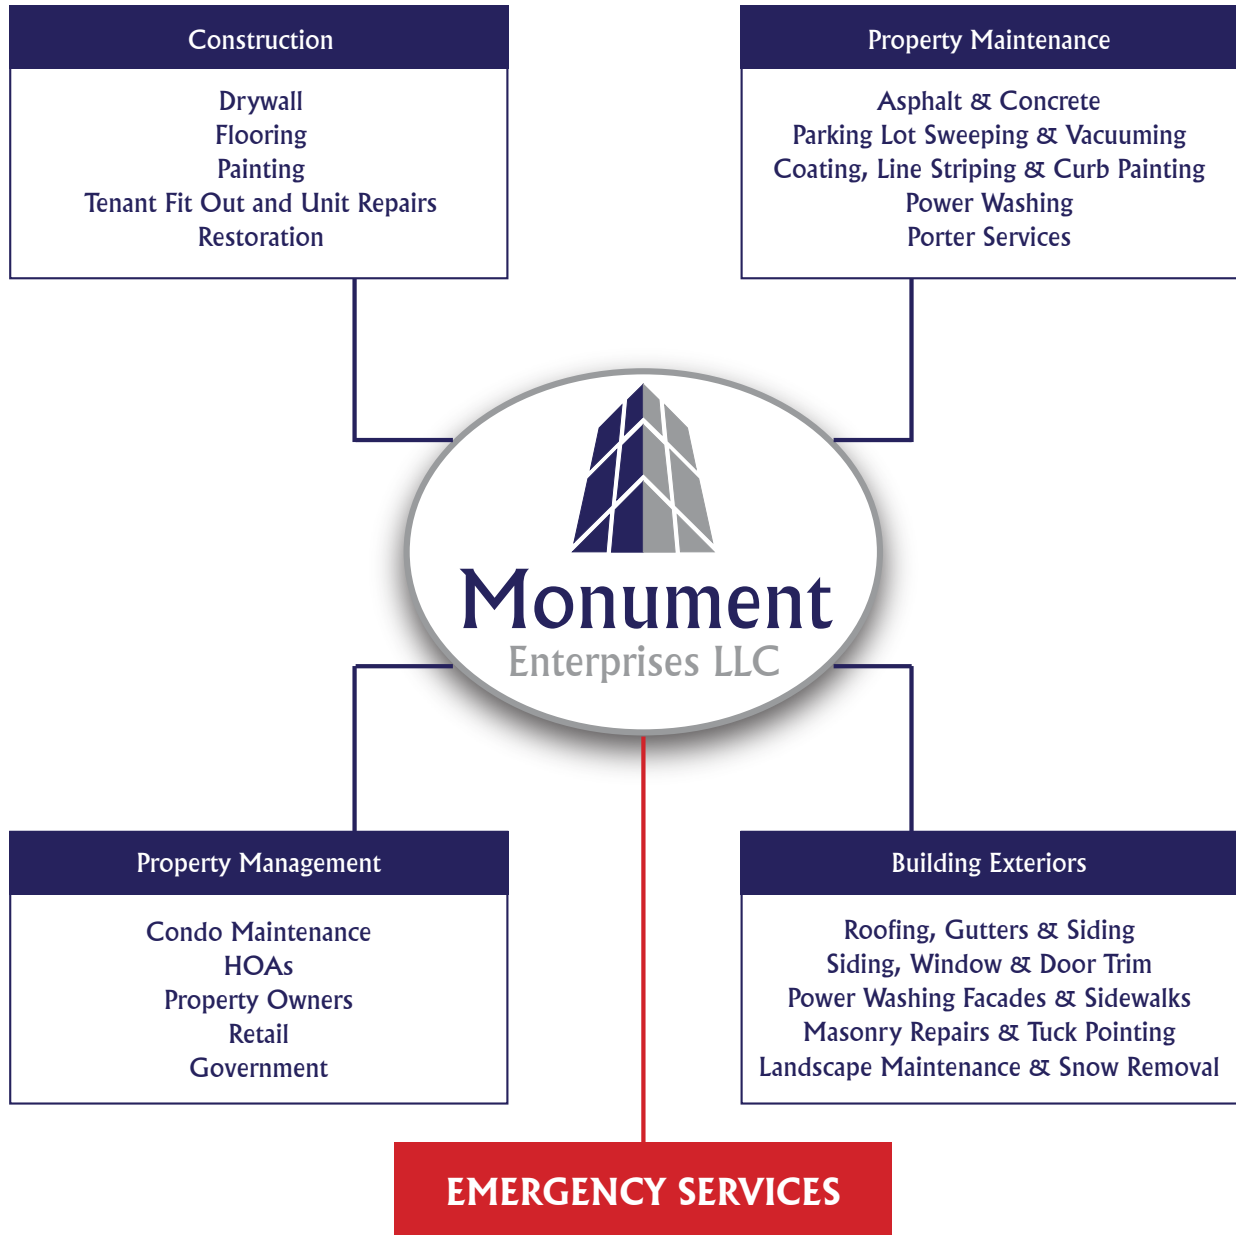 Construction
Drywall
Flooring
Painting
Tenant Fit Out and Unit Repairs
Restoration
Property Maintenance
Asphalt & Concrete
Parking Lot Sweeping & Vacuuming
Coating, Line Striping & Curb Painting
Power Washing
Porter Services
Monument
Enterprises LLC
Property Management
Condo Maintenance
HOAs
Property Owners
Retail
Government
Building Exteriors
Roofing, Gutters & Siding
Siding, Window & Door Trim
Power Washing Facades & Sidewalks
Masonry Repairs & Tuck Pointing
Landscape Maintenance & Snow Removal
EMERGENCY SERVICES